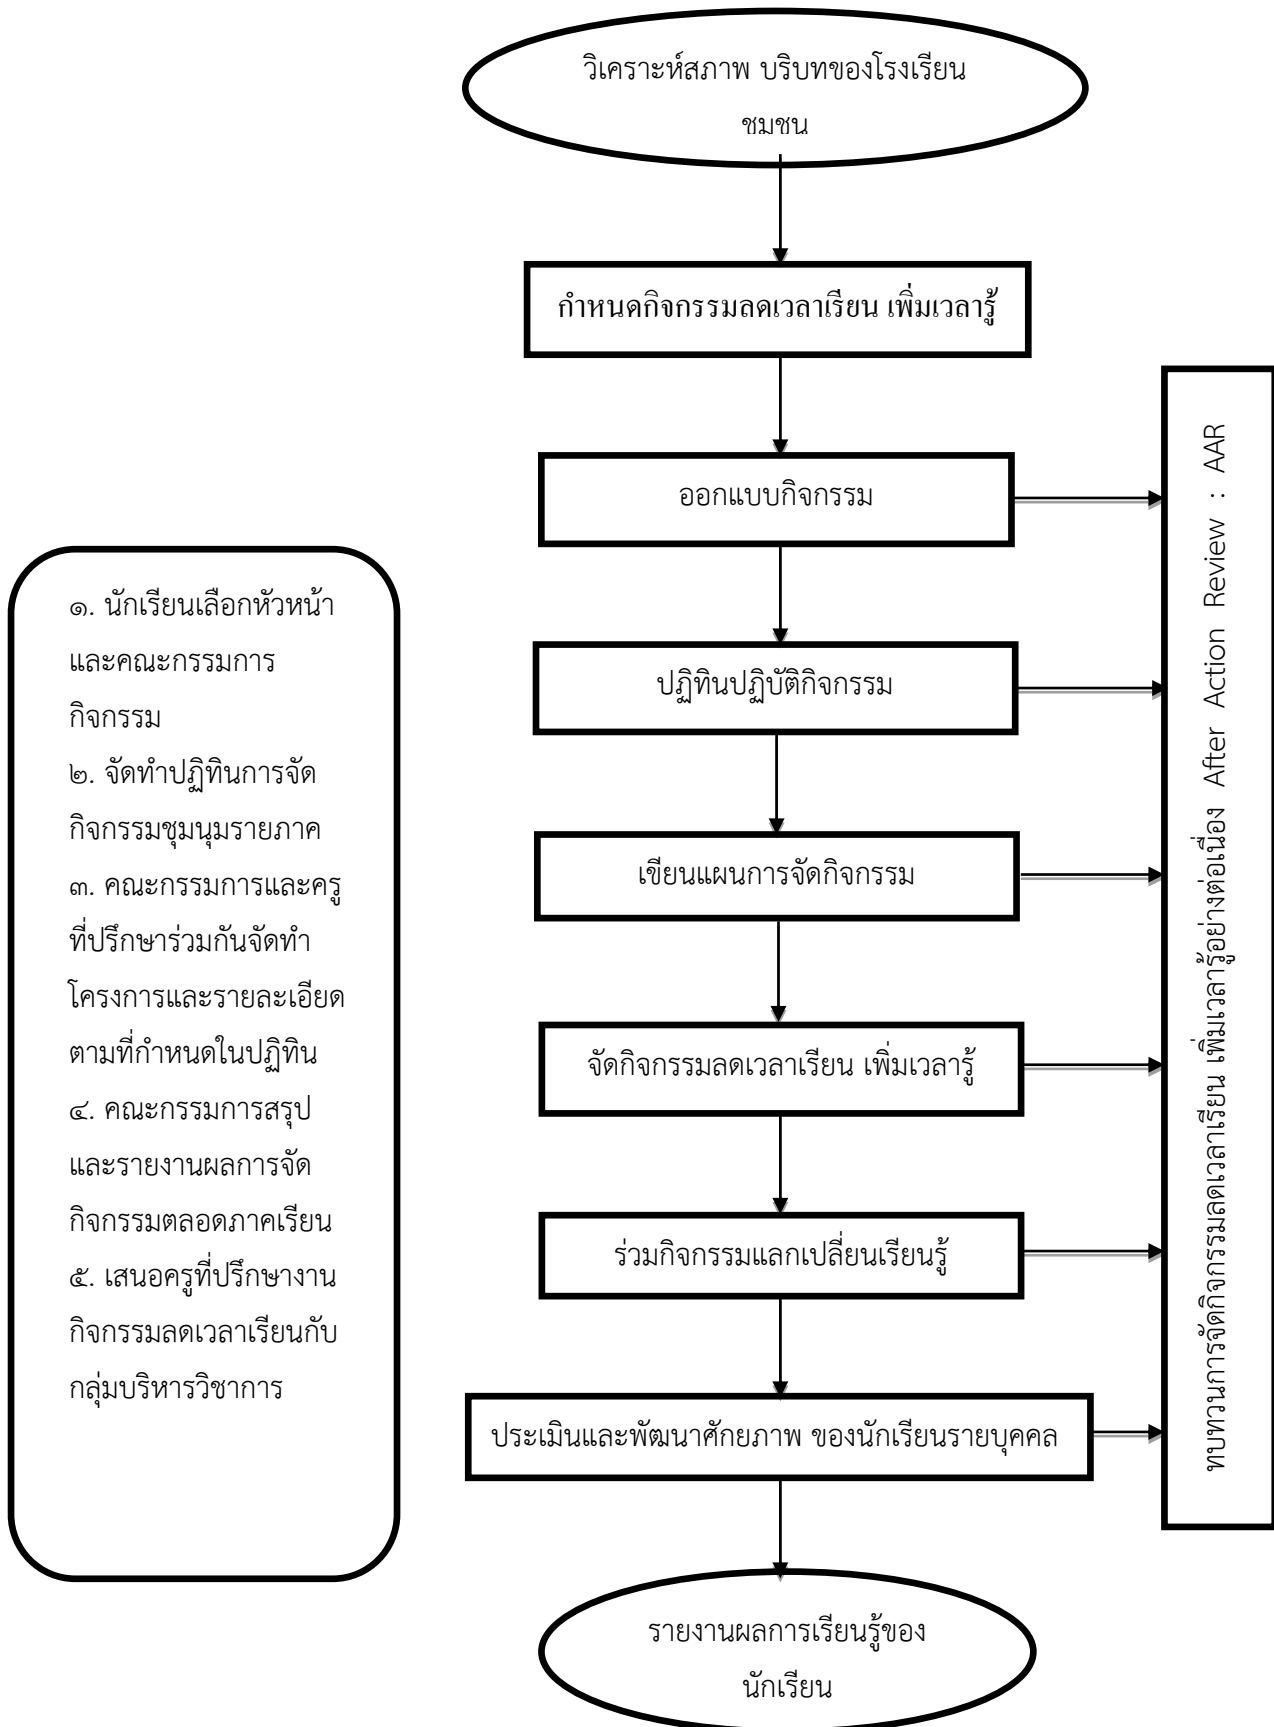 วิเคราะห์สภาพ บริบทของโรงเรียน
ชุมชน
กำหนดกิจกรรมลดเวลาเรียน เพิ่มเวลารู้
ออกแบบกิจกรรม
ปฏิทินปฏิบัติกิจกรรม
เขียนแผนการจัดกิจกรรม
จัดกิจกรรมลดเวลาเรียน เพิ่มเวลารู้
ร่วมกิจกรรมแลกเปลี่ยนเรียนรู้
ประเมินและพัฒนาศักยภาพ ของนักเรียนรายบุคคล
รายงานผลการเรียนรู้ของ
นักเรียน
๑. นักเรียนเลือกหัวหน้า
และคณะกรรมการ
กิจกรรม
๒. จัดทำปฏิทินการจัด
กิจกรรมชุมนุมรายภาค
๓. คณะกรรมการและครู
ที่ปรึกษาร่วมกันจัดทำ
โครงการและรายละเอียด
ตามที่กำหนดในปฏิทิน
๔. คณะกรรมการสรุป
และรายงานผลการจัด
กิจกรรมตลอดภาคเรียน
๕. เสนอครูที่ปรึกษางาน
กิจกรรมลดเวลาเรียนกับ
กลุ่มบริหารวิชาการ
ทบทวนการจัดกิจกรรมลดเวลาเรียน เพิ่มเวลารู้อย่างต่อเนื่อง After Action Review : AAR